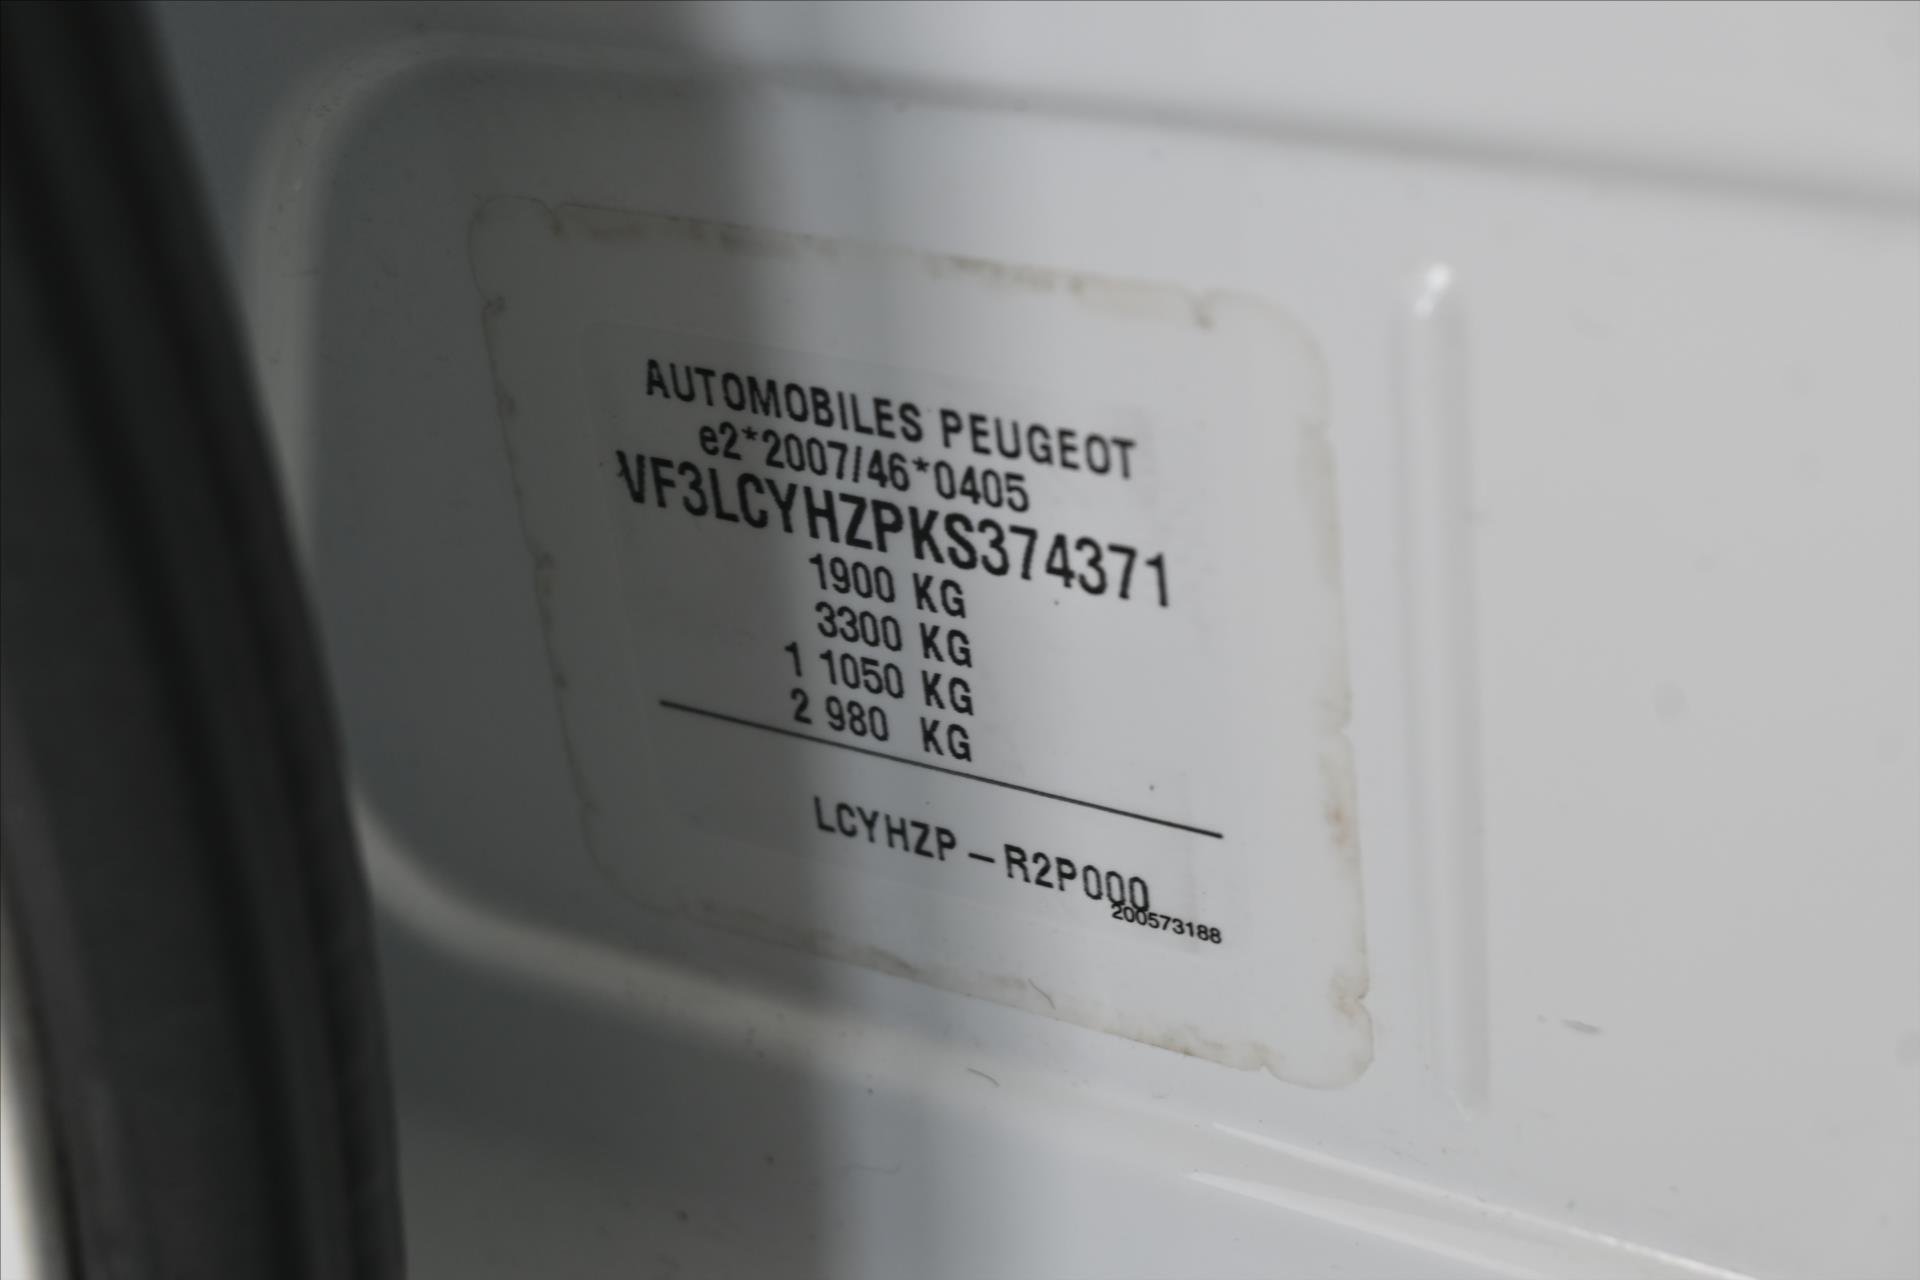 AUTOMOBILES PEUGEOT
e2*2007/46*0405
VF3LCYHZPKS374371
1900 KG
3300 KG
1 1050 KG
2 980 KG
LCYHZP – R2P000
200573188